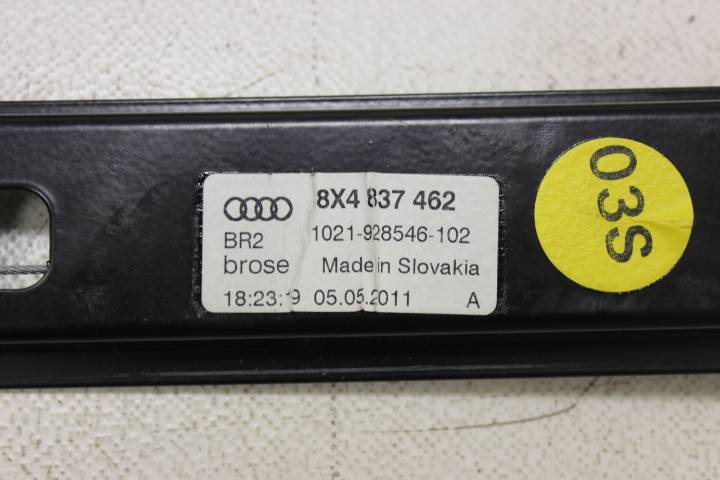 8X4 837 462
BR2 1021-928546-102
brose Made in Slovakia
18:23:19 05.05.2011 A
03S